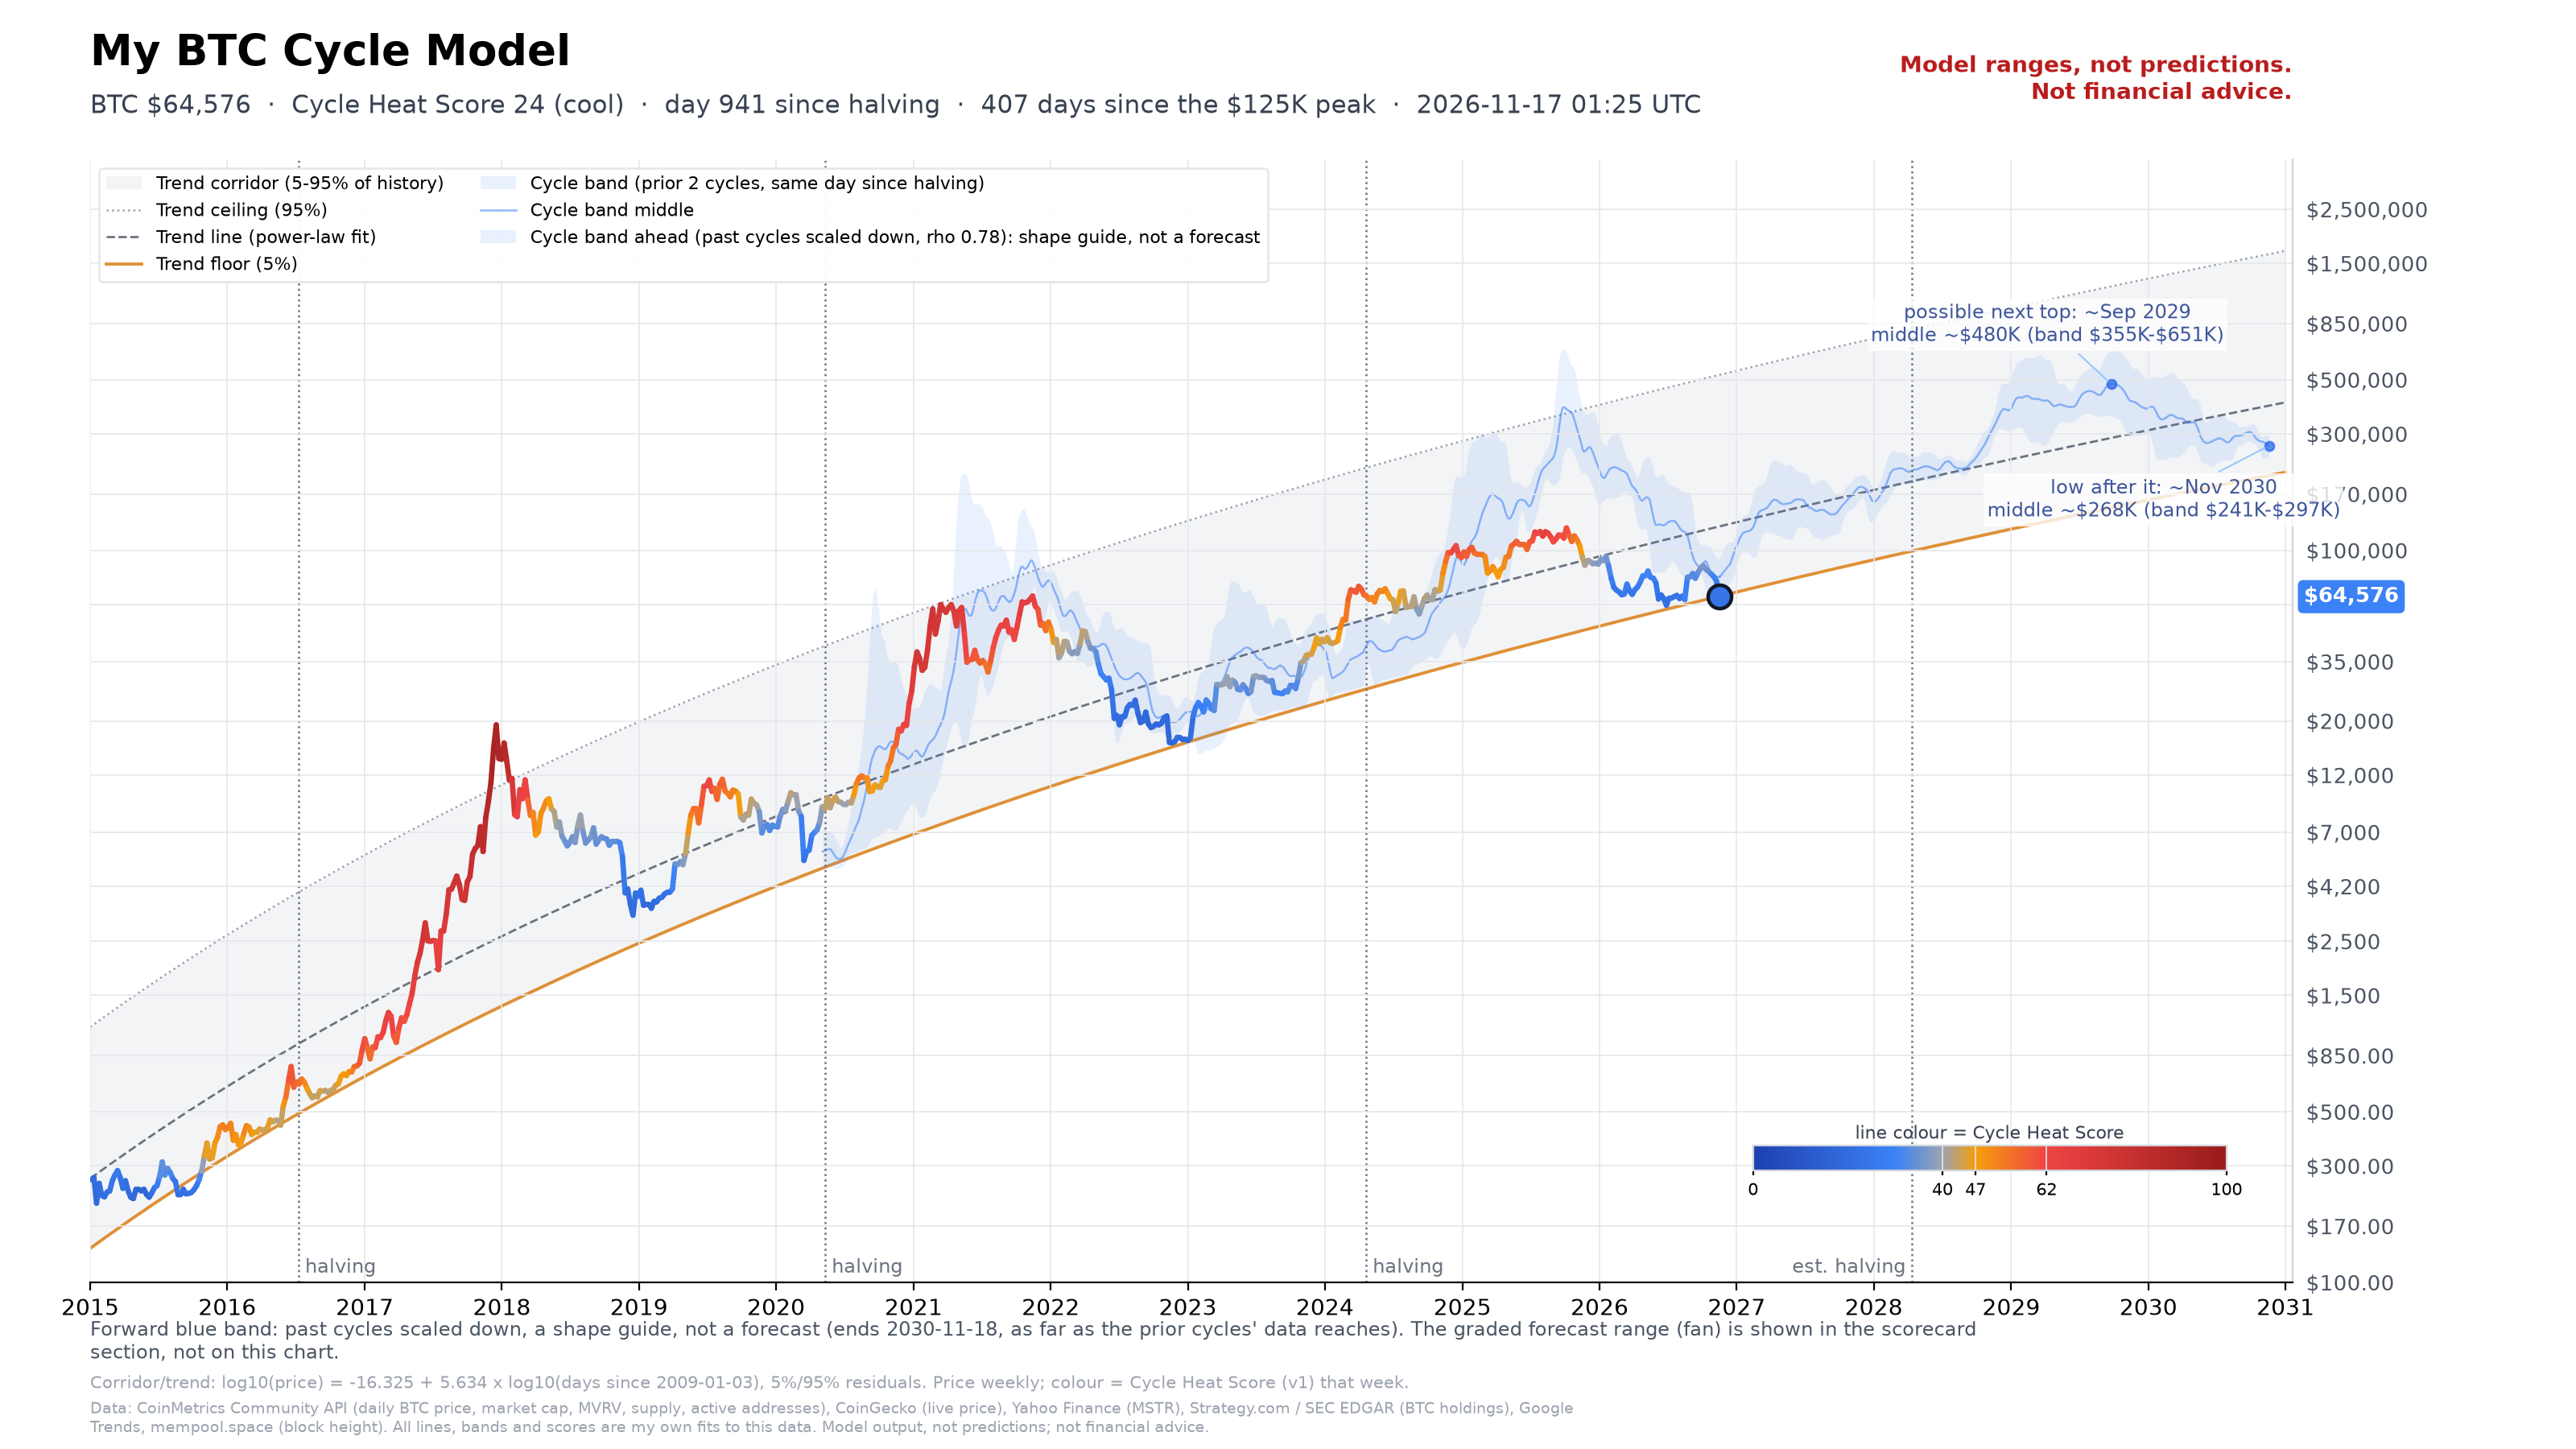 My BTC Cycle Model
Model ranges, not predictions.
Not financial advice.
BTC $64,576 · Cycle Heat Score 24 (cool) · day 941 since halving · 407 days since the $125K peak · 2026-11-17 01:25 UTC
Trend corridor (5-95% of history)
Trend ceiling (95%)
Trend line (power-law fit)
Trend floor (5%)
Cycle band (prior 2 cycles, same day since halving)
Cycle band middle
Cycle band ahead (past cycles scaled down, rho 0.78): shape guide, not a forecast
possible next top: ~Sep 2029
middle ~$480K (band $355K-$651K)
low after it: ~Nov 2030
middle ~$268K (band $241K-$297K)
$2,500,000
$1,500,000
$850,000
$500,000
$300,000
$170,000
$100,000
$64,576
$35,000
$20,000
$12,000
$7,000
$4,200
$2,500
$1,500
$850.00
$500.00
$300.00
$170.00
$100.00
line colour = Cycle Heat Score
0 40 47 62 100
halving halving halving est. halving
2015 2016 2017 2018 2019 2020 2021 2022 2023 2024 2025 2026 2027 2028 2029 2030 2031
Forward blue band: past cycles scaled down, a shape guide, not a forecast (ends 2030-11-18, as far as the prior cycles' data reaches). The graded forecast range (fan) is shown in the scorecard
section, not on this chart.
Corridor/trend: log10(price) = -16.325 + 5.634 x log10(days since 2009-01-03), 5%/95% residuals. Price weekly; colour = Cycle Heat Score (v1) that week.
Data: CoinMetrics Community API (daily BTC price, market cap, MVRV, supply, active addresses), CoinGecko (live price), Yahoo Finance (MSTR), Strategy.com / SEC EDGAR (BTC holdings), Google
Trends, mempool.space (block height). All lines, bands and scores are my own fits to this data. Model output, not predictions; not financial advice.